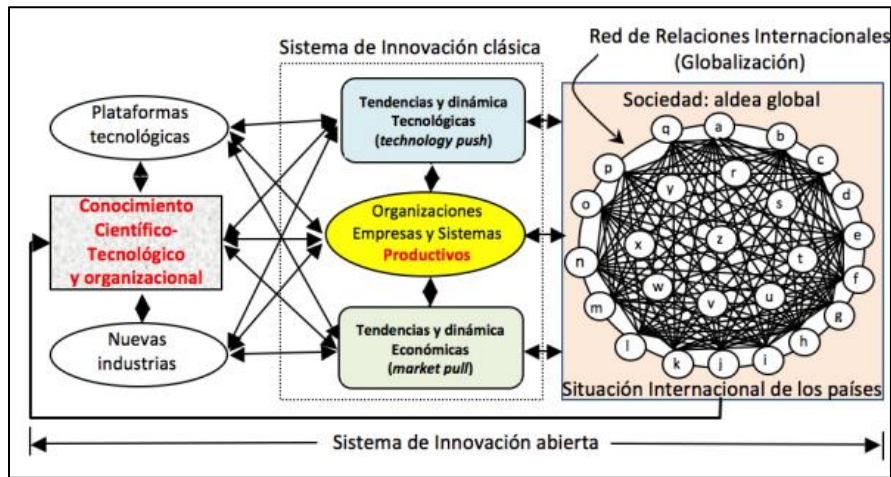 Sistema de Innovación clásica
Red de Relaciones Internacionales
(Globalización)
Plataformas
tecnológicas
Conocimiento
Científico-
Tecnológico
y organizacional
Nuevas
industrias
Tendencias y dinámica
Tecnológicas
(technology push)
Organizaciones
Empresas y Sistemas
Productivos
Tendencias y dinámica
Económicas
(market pull)
Sociedad: aldea global
a
b
c
d
e
f
g
h
i
j
k
l
m
n
o
p
q
r
s
t
u
v
w
x
y
z
Situación Internacional de los países
Sistema de Innovación abierta